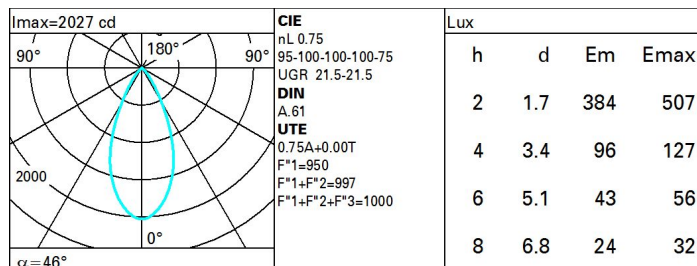 Imax=2027 cd
90°
180°
90°
2000
0°
α=46°
CIE
nL 0.75
95-100-100-100-75
UGR 21.5-21.5
DIN
A.61
UTE
0.75A+0.00T
F"1=950
F"1+F"2=997
F"1+F"2+F"3=1000
Lux
h d Em Emax
2 1.7 384 507
4 3.4 96 127
6 5.1 43 56
8 6.8 24 32